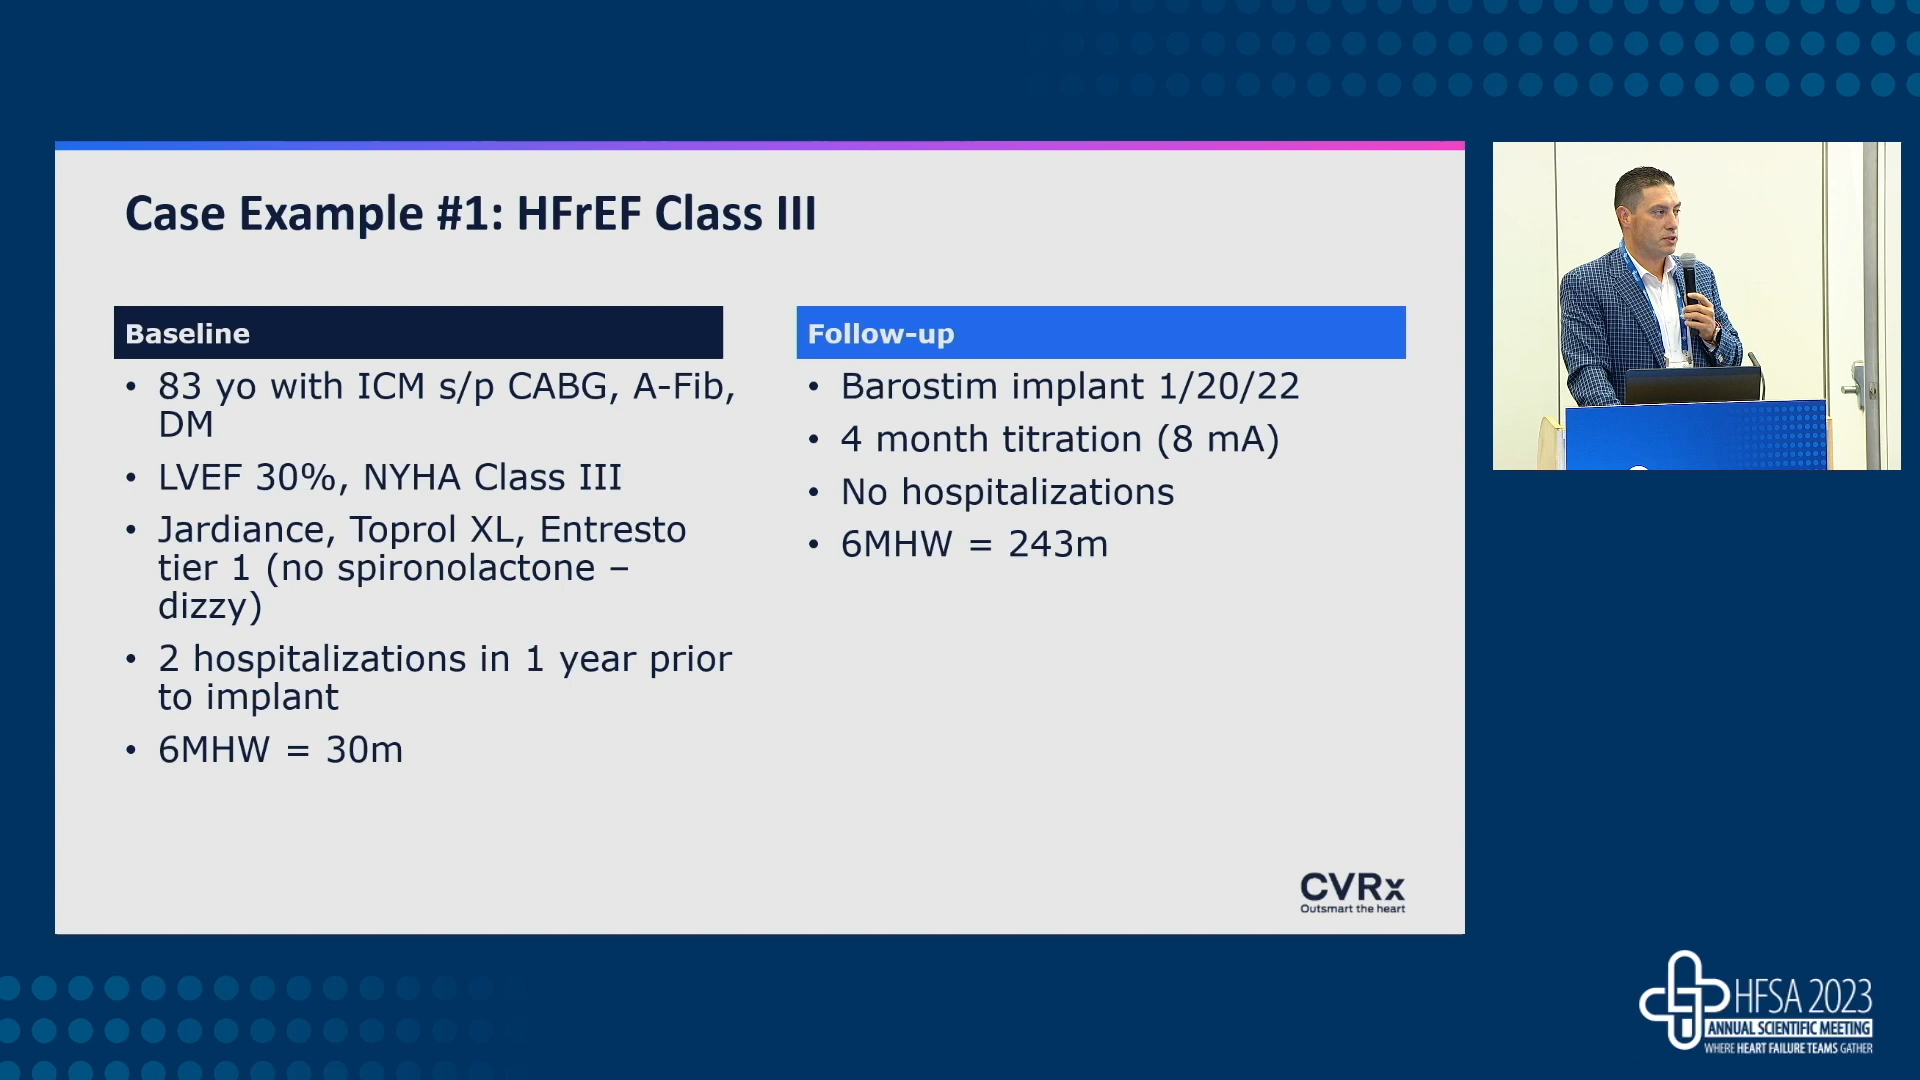 Case Example #1: HFrEF Class III
Baseline
• 83 yo with ICM s/p CABG, A-Fib,
DM
• LVEF 30%, NYHA Class III
• Jardiance, Toprol XL, Entresto
tier 1 (no spironolactone –
dizzy)
• 2 hospitalizations in 1 year prior
to implant
• 6MHW = 30m
Follow-up
• Barostim implant 1/20/22
• 4 month titration (8 mA)
• No hospitalizations
• 6MHW = 243m
CVRx
Outsmart the heart
HFSA 2023
ANNUAL SCIENTIFIC MEETING
WHERE HEART FAILURE TEAMS GATHER